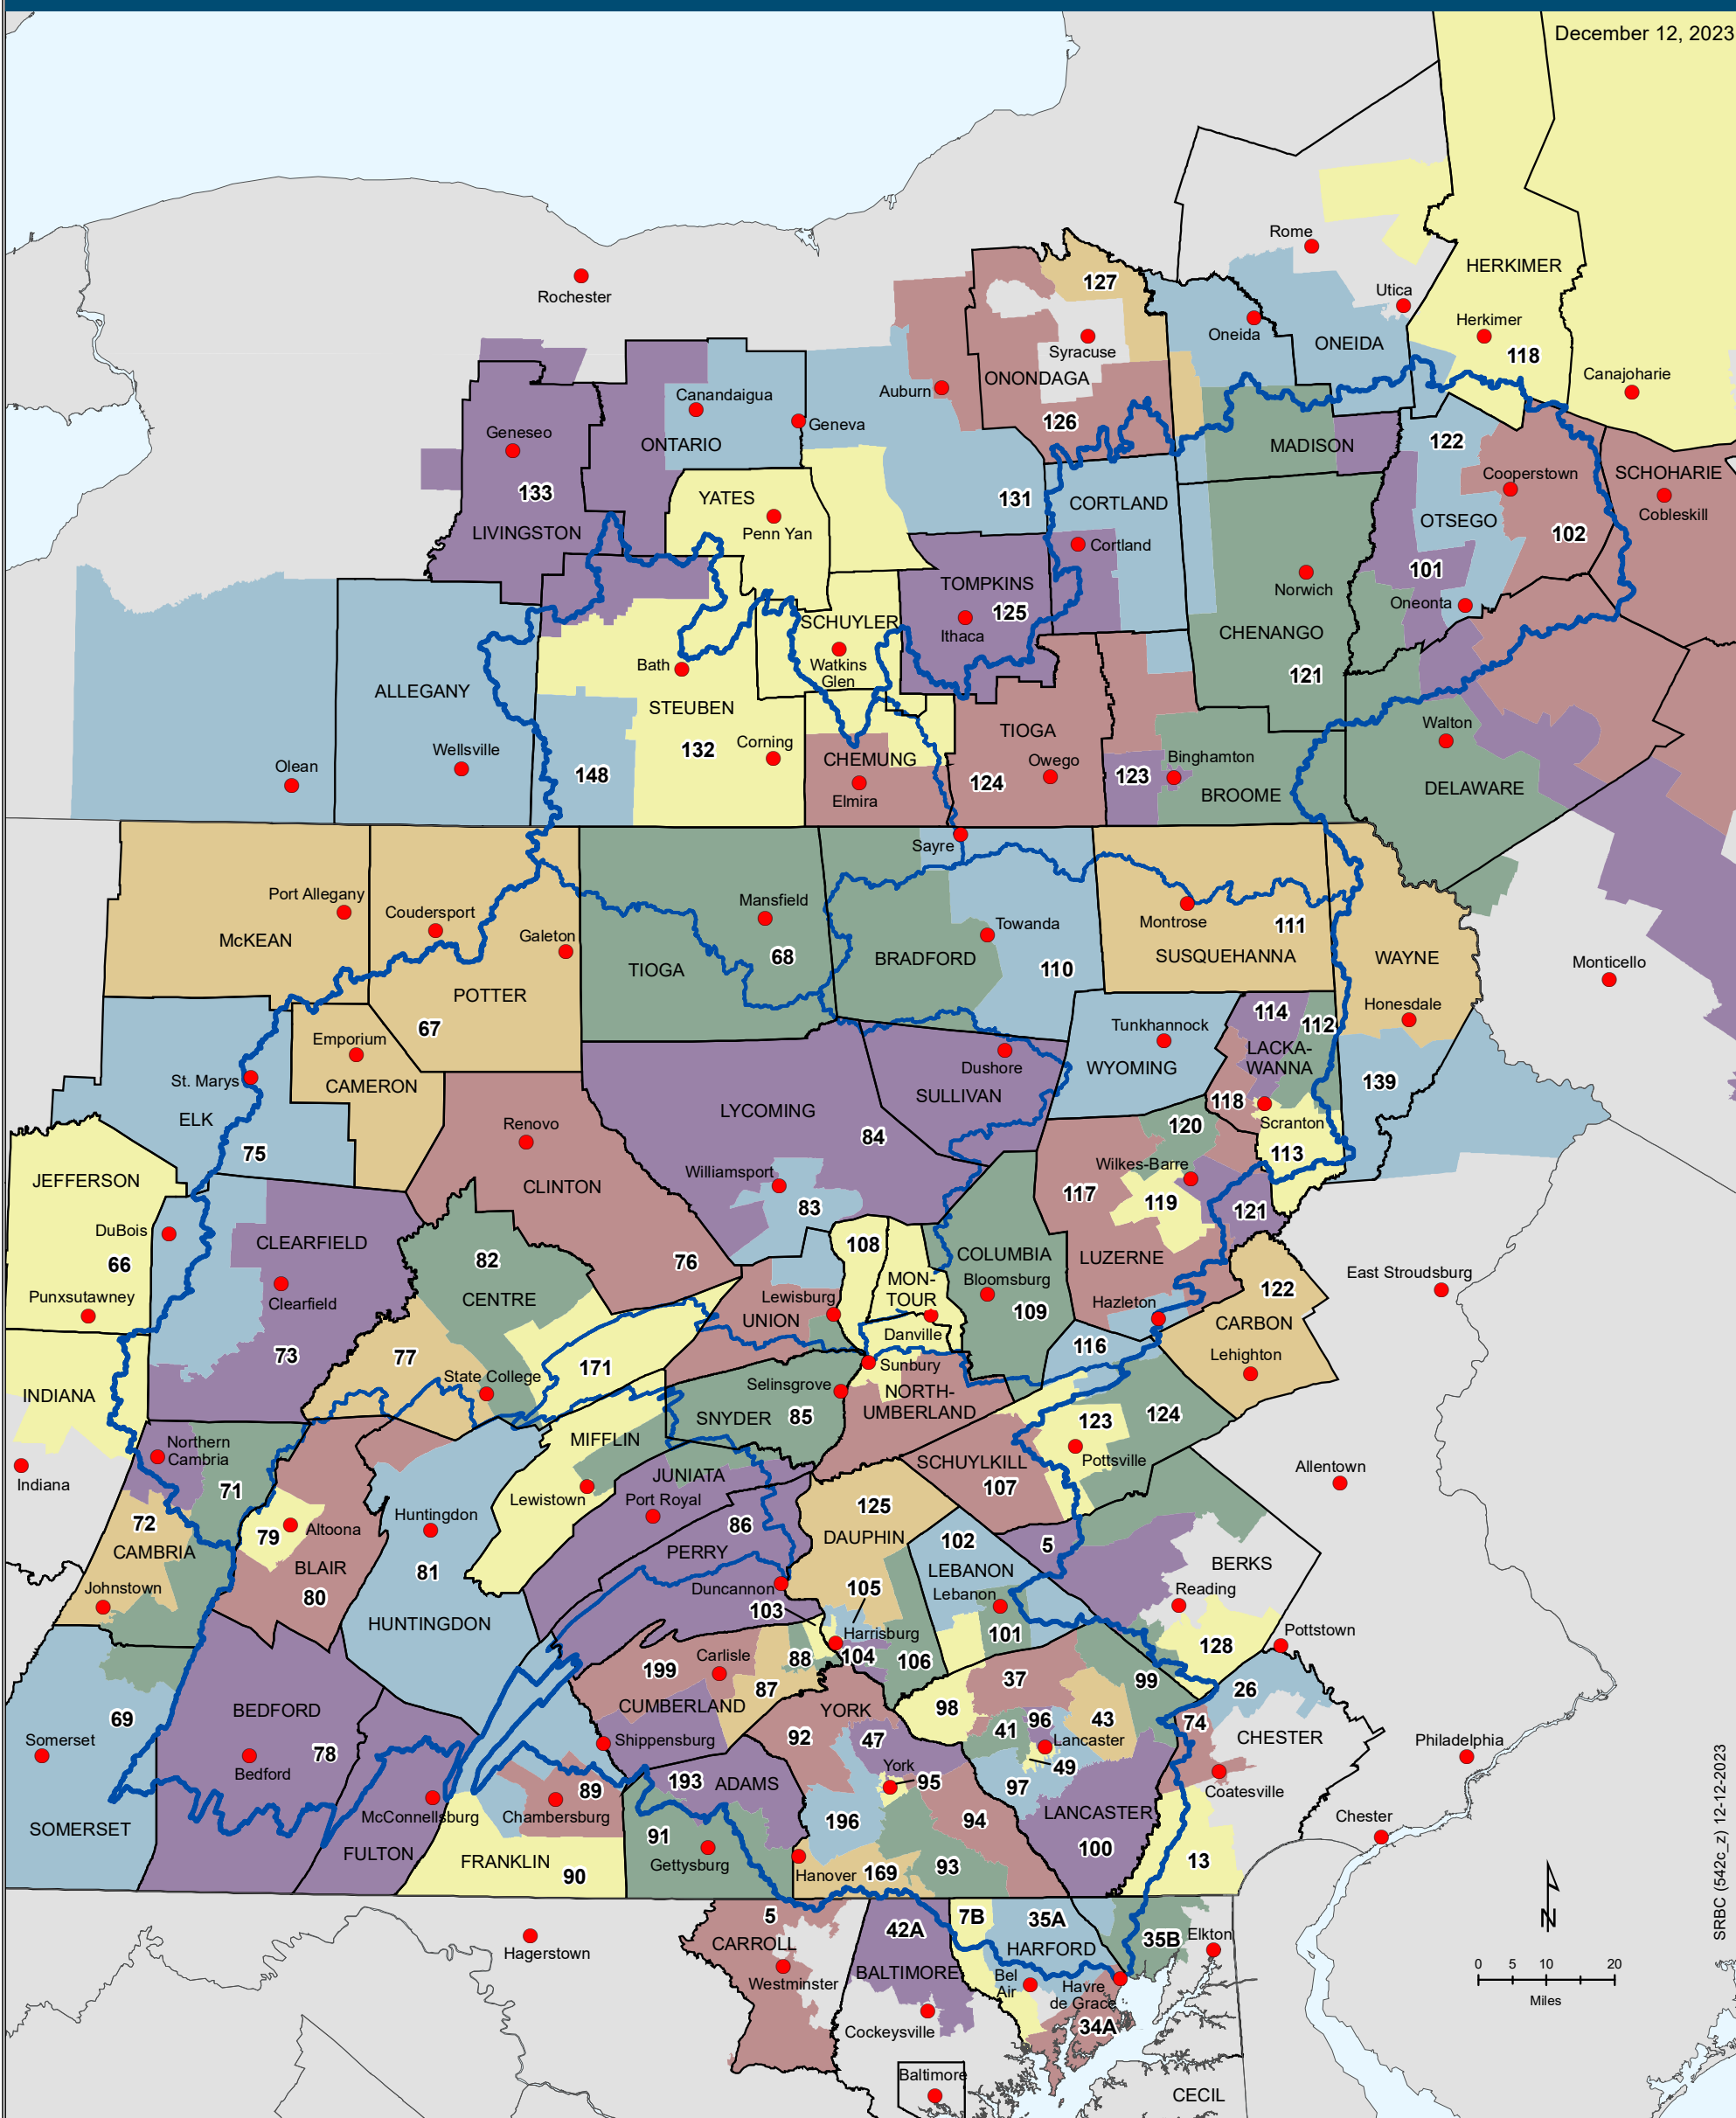 December 12, 2023
Rome
HERKIMER
Rochester
127
Utica
Herkimer
Oneida
ONEIDA
Syracuse
118
Canajoharie
ONONDAGA
Auburn
Canandaigua
Geneva
126
Geneseo
ONTARIO
MADISON
122
Cooperstown
SCHOHARIE
133
YATES
131
CORTLAND
Cobleskill
LIVINGSTON
Penn Yan
OTSEGO
102
Cortland
101
TOMPKINS
125
Norwich
Oneonta
SCHUYLER
Ithaca
CHENANGO
Bath
Watkins
Glen
121
ALLEGANY
STEUBEN
TIOGA
Walton
132
Corning
Wellsville
CHEMUNG
Owego
Binghamton
Olean
148
Elmira
124
123
BROOME
DELAWARE
Sayre
Port Allegany
Mansfield
Coudersport
Montrose
111
McKEAN
Galeton
68
Towanda
TIOGA
BRADFORD
110
SUSQUEHANNA
WAYNE
Monticello
POTTER
67
Honesdale
114
112
Emporium
Tunkhannock
LACKA-
WANNA
St. Marys
CAMERON
Dushore
WYOMING
139
ELK
SULLIVAN
118
LYCOMING
Scranton
75
Renovo
84
120
113
JEFFERSON
Williamsport
Wilkes-Barre
CLINTON
117
119
83
121
DuBois
CLEARFIELD
108
COLUMBIA
LUZERNE
66
82
76
MON-
TOUR
Bloomsburg
East Stroudsburg
Punxsutawney
Clearfield
CENTRE
Lewisburg
109
Hazleton
122
UNION
Danville
CARBON
73
77
171
116
Lehighton
INDIANA
State College
Selinsgrove
Sunbury
NORTH-
UMBERLAND
SNYDER
85
123
124
Northern
Cambria
MIFFLIN
Pottsville
Indiana
JUNIATA
SCHUYLKILL
Allentown
71
Lewistown
Port Royal
107
72
Huntingdon
125
79
Altoona
86
DAUPHIN
102
5
CAMBRIA
BLAIR
81
PERRY
LEBANON
BERKS
Johnstown
80
Duncannon
105
Lebanon
Reading
HUNTINGDON
103
Harrisburg
101
128
Pottstown
88
104
106
199
Carlisle
87
37
99
CUMBERLAND
26
BEDFORD
YORK
98
69
92
47
41
96
43
74
CHESTER
Somerset
78
Shippensburg
Lancaster
Philadelphia
Bedford
York
49
193
ADAMS
95
97
89
Coatesville
McConnellsburg
Chambersburg
LANCASTER
Chester
SOMERSET
196
94
91
FULTON
Gettysburg
100
FRANKLIN
90
Hanover
169
93
13
5
42A
7B
35A
35B
Elkton
Hagerstown
CARROLL
HARFORD
Westminster
BALTIMORE
Bel
Air
Havre
de Grace
Cockeysville
34A
Baltimore
CECIL
N
0 5 10 20
Miles
SRBC (542c_z) 12-12-2023